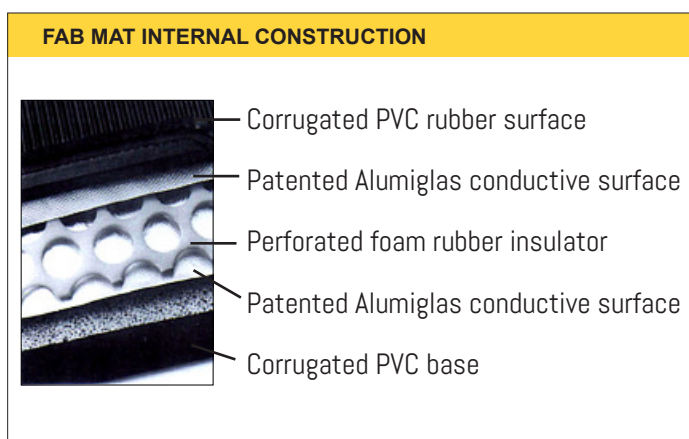 FAB MAT INTERNAL CONSTRUCTION
Corrugated PVC rubber surface
Patented Alumiglas conductive surface
Perforated foam rubber insulator
Patented Alumiglas conductive surface
Corrugated PVC base